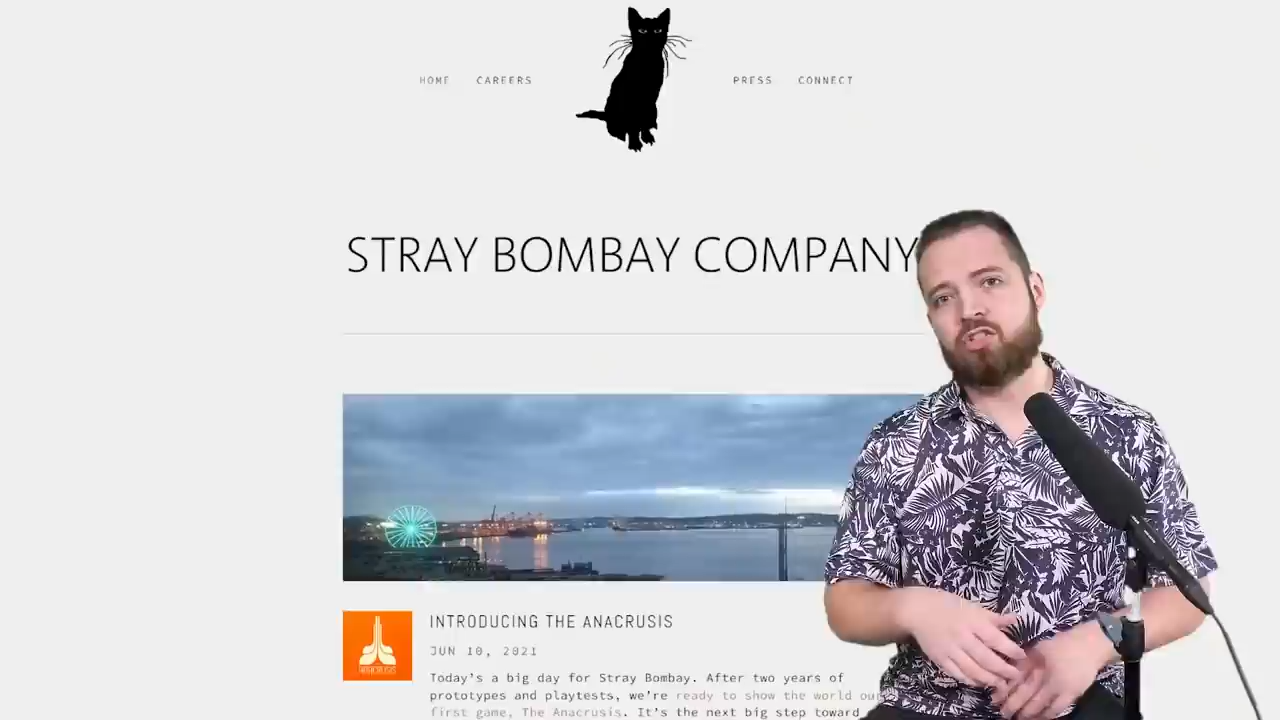 HOME CAREERS PRESS CONNECT
STRAY BOMBAY COMPANY
INTRODUCING THE ANACRUSIS
JUN 10, 2021
ANACRUSIS
Today's a big day for Stray Bombay. After two years of
prototypes and playtests, we're ready to show the world our
first game, The Anacrusis. It's the next big step toward